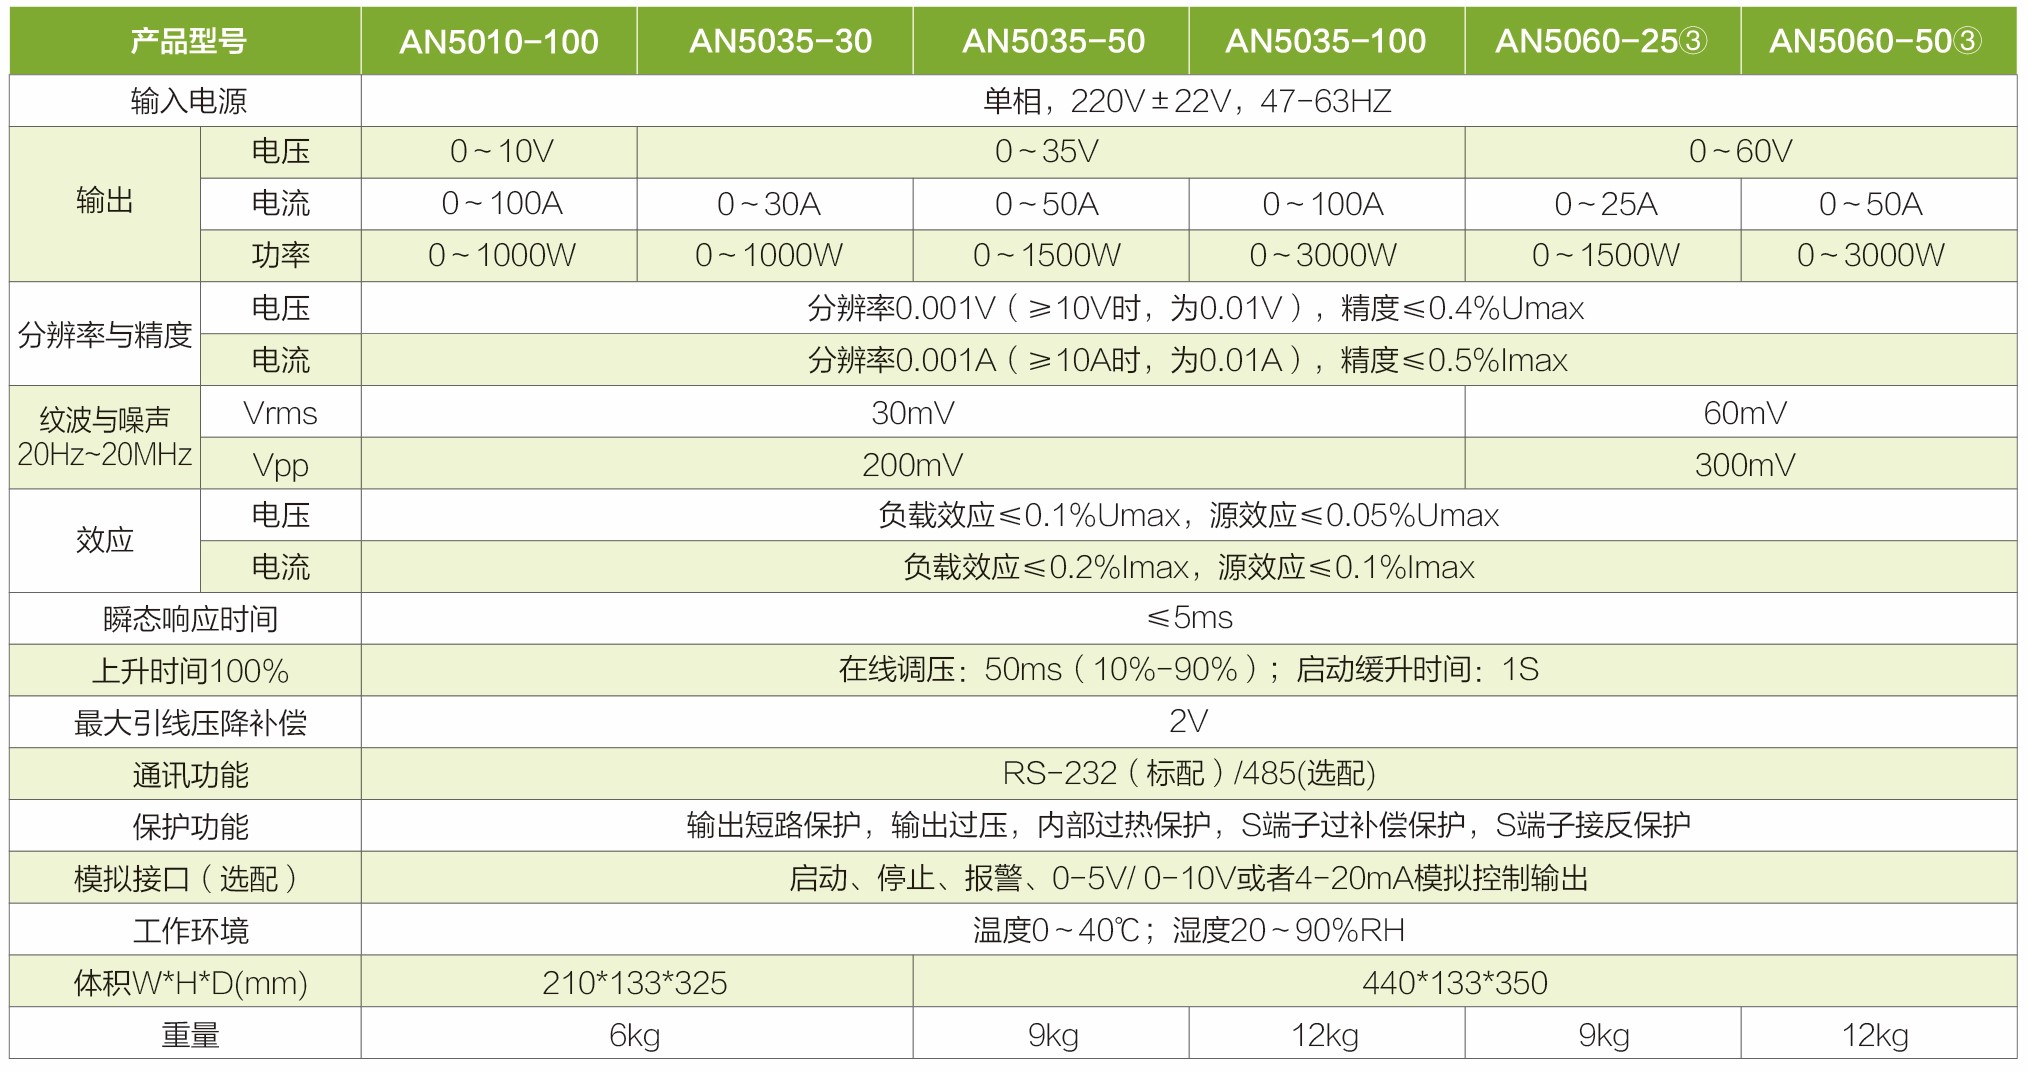 产品型号 AN5010-100 AN5035-30 AN5035-50 AN5035-100 AN5060-25③ AN5060-50③
输入电源 单相，220V±22V，47-63HZ
输出 电压 0～10V 0～35V 0～60V
电流 0～100A 0～30A 0～50A 0～100A 0～25A 0～50A
功率 0～1000W 0～1000W 0～1500W 0～3000W 0～1500W 0～3000W
分辨率与精度 电压 分辨率0.001V（≥10V时，为0.01V），精度≤0.4%Umax
电流 分辨率0.001A（≥10A时，为0.01A），精度≤0.5%Imax
纹波与噪声
20Hz~20MHz
Vrms 30mV 60mV
Vpp 200mV 300mV
效应 电压 负载效应≤0.1%Umax，源效应≤0.05%Umax
电流 负载效应≤0.2%Imax，源效应≤0.1%Imax
瞬态响应时间 ≤5ms
上升时间100% 在线调压：50ms（10%-90%）；启动缓升时间：1S
最大引线压降补偿 2V
通讯功能 RS-232（标配）/485(选配)
保护功能 输出短路保护，输出过压，内部过热保护，S端子过补偿保护，S端子接反保护
模拟接口（选配） 启动、停止、报警、0-5V/ 0-10V或者4-20mA模拟控制输出
工作环境 温度0～40℃；湿度20～90%RH
体积W*H*D(mm) 210*133*325 440*133*350
重量 6kg 9kg 12kg 9kg 12kg